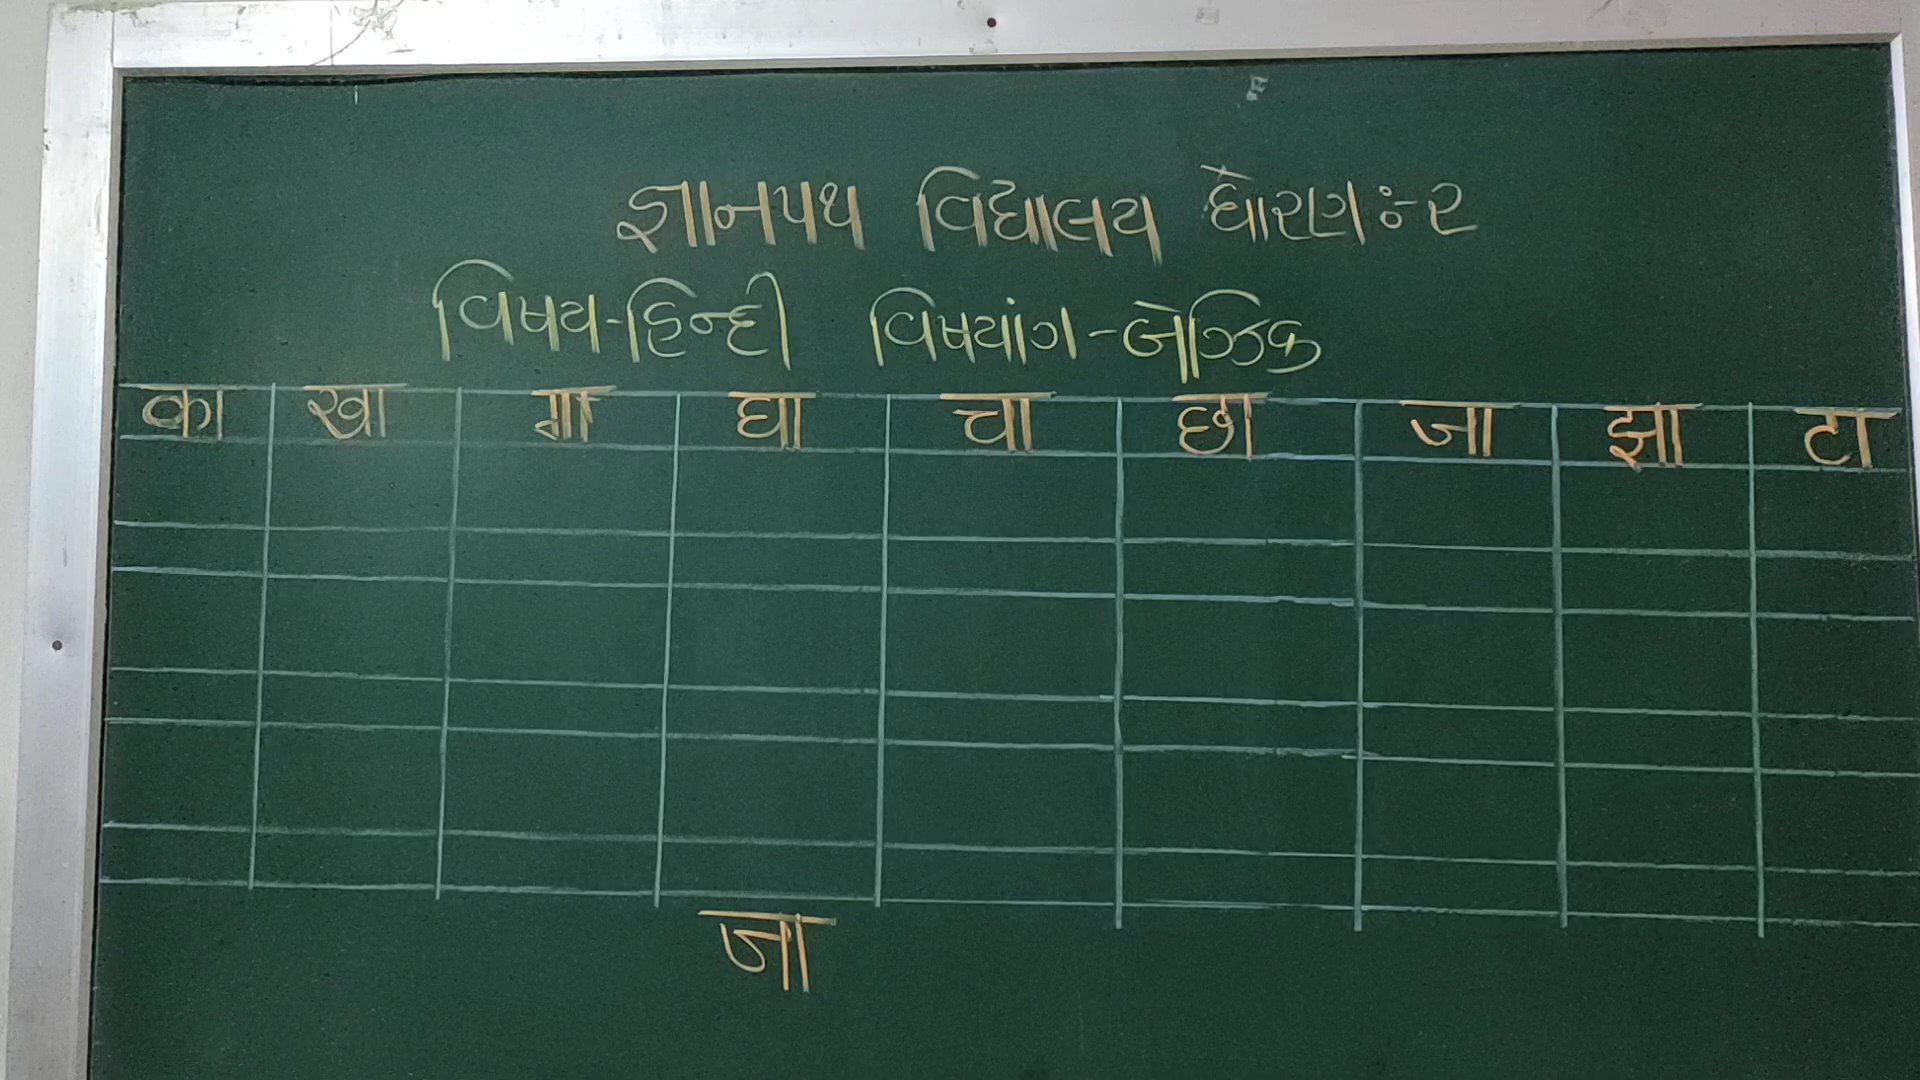 જ્ઞાનપથ વિદ્યાલય ધોરણ :- ૨
વિષય-હિન્દી વિષયાંગ-બેઝિક
का खा गा घा चा छा जा झा टा
जा